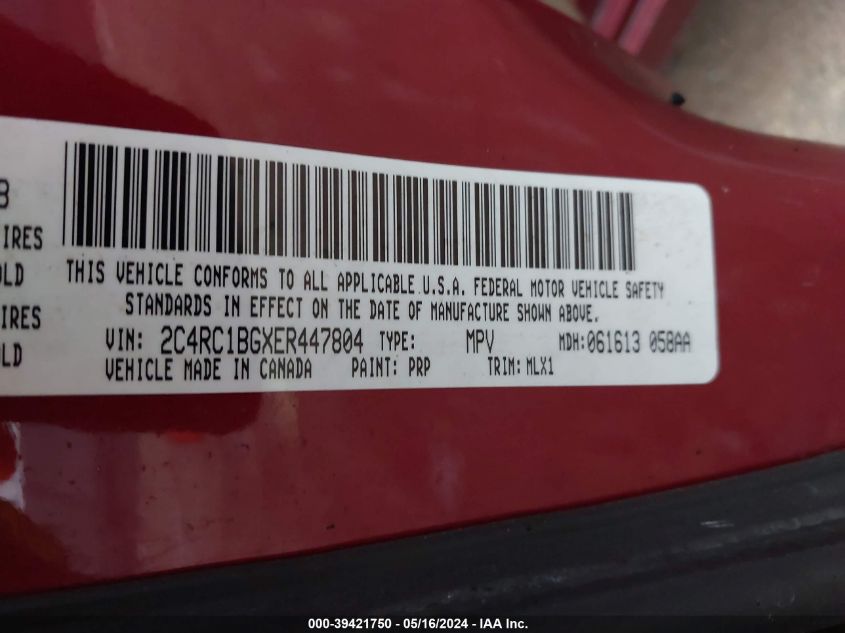 B
IRES
OLD
IRES
OLD
THIS VEHICLE CONFORMS TO ALL APPLICABLE U.S.A. FEDERAL MOTOR VEHICLE SAFETY
STANDARDS IN EFFECT ON THE DATE OF MANUFACTURE SHOWN ABOVE.
VIN: 2C4RC1BGXER447804 TYPE: MPV MDH:061613 058AA
VEHICLE MADE IN CANADA PAINT: PRP TRIM: MLX1
000-39421750 - 05/16/2024 - IAA Inc.